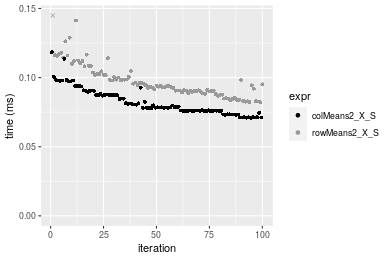 0.15
0.10
0.05
0.00
time (ms)
0
25
50
75
100
iteration
expr
colMeans2_X_S
rowMeans2_X_S